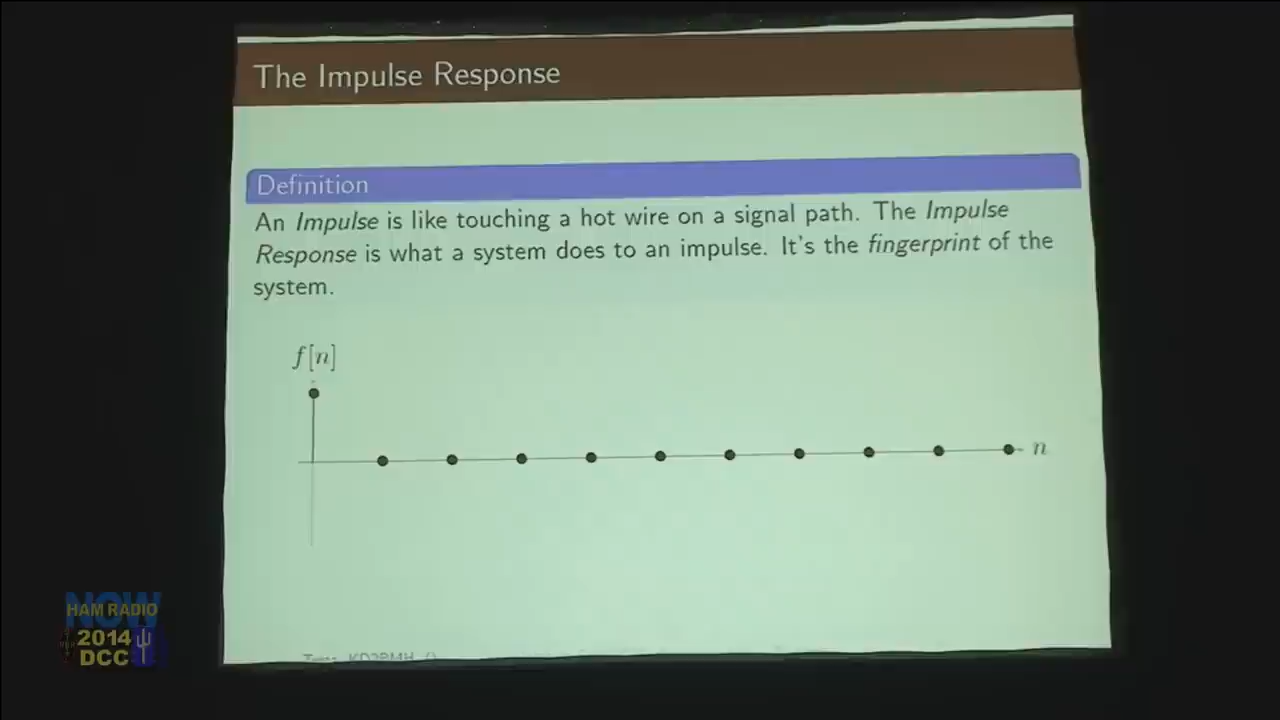 The Impulse Response
Definition
An Impulse is like touching a hot wire on a signal path. The Impulse
Response is what a system does to an impulse. It's the fingerprint of the
system.
f[n]
n
NOW
HAM RADIO
2014
DCC